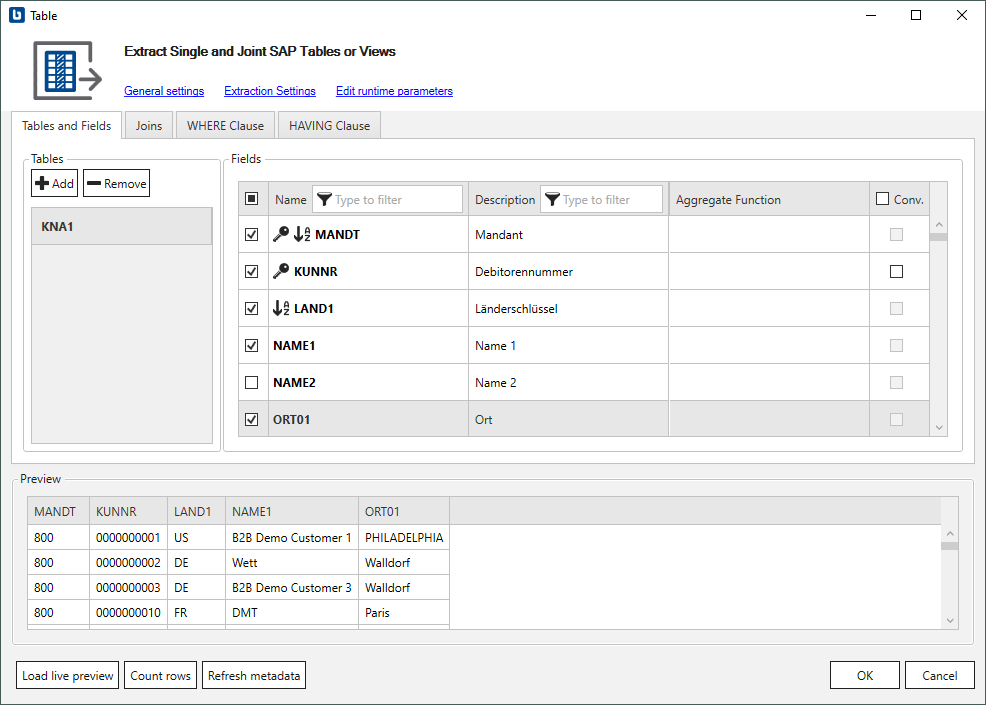 Table
Extract Single and Joint SAP Tables or Views
General settings Extraction Settings Edit runtime parameters
Tables and Fields Joins WHERE Clause HAVING Clause
Tables
Add Remove
KNA1
Fields
Name Type to filter Description Type to filter Aggregate Function Conv.
MANDT Mandant
KUNNR Debitorennummer
LAND1 Länderschlüssel
NAME1 Name 1
NAME2 Name 2
ORT01 Ort
Preview
MANDT KUNNR LAND1 NAME1 ORT01
800 0000000001 US B2B Demo Customer 1 PHILADELPHIA
800 0000000002 DE Wett Walldorf
800 0000000003 DE B2B Demo Customer 3 Walldorf
800 0000000010 FR DMT Paris
Load live preview Count rows Refresh metadata OK Cancel